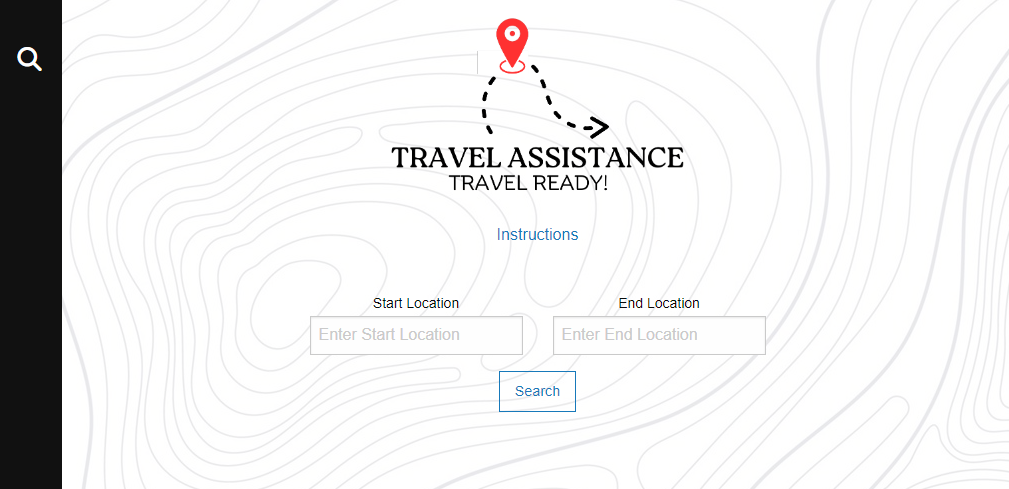 TRAVEL ASSISTANCE
TRAVEL READY!
Instructions
Start Location
End Location
Enter Start Location
Enter End Location
Search